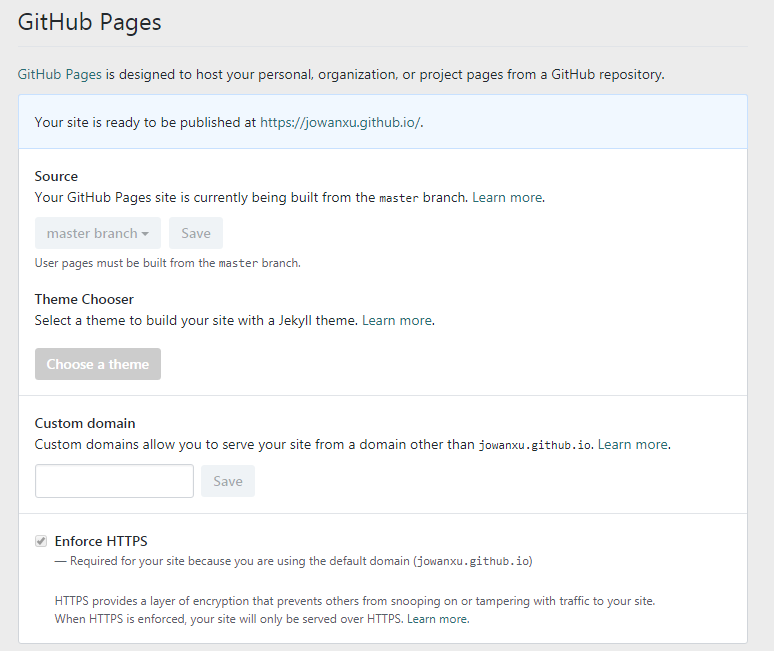 GitHub Pages
GitHub Pages is designed to host your personal, organization, or project pages from a GitHub repository.
Your site is ready to be published at https://jowanxu.github.io/.
Source
Your GitHub Pages site is currently being built from the master branch. Learn more.
master branch Save
User pages must be built from the master branch.
Theme Chooser
Select a theme to build your site with a Jekyll theme. Learn more.
Choose a theme
Custom domain
Custom domains allow you to serve your site from a domain other than jowanxu.github.io. Learn more.
Save
Enforce HTTPS
— Required for your site because you are using the default domain (jowanxu.github.io)
HTTPS provides a layer of encryption that prevents others from snooping on or tampering with traffic to your site.
When HTTPS is enforced, your site will only be served over HTTPS. Learn more.